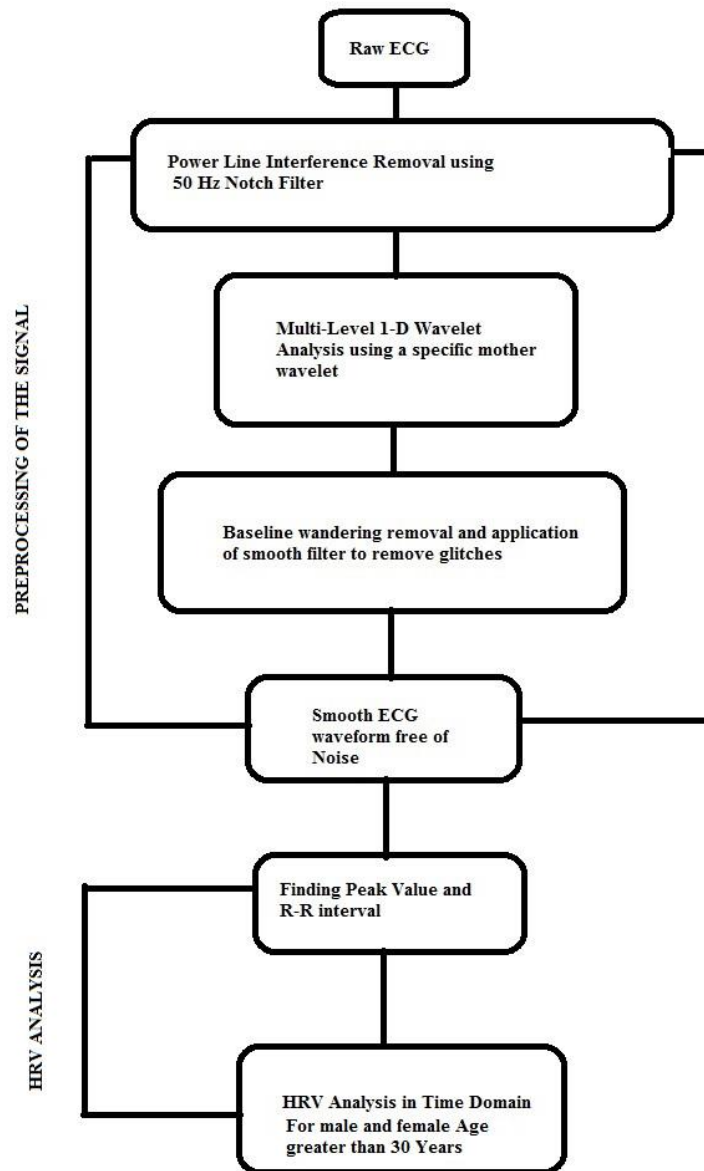 Raw ECG
Power Line Interference Removal using
50 Hz Notch Filter
Multi-Level 1-D Wavelet
Analysis using a specific mother
wavelet
Baseline wandering removal and application
of smooth filter to remove glitches
PREPROCESSING OF THE SIGNAL
Smooth ECG
waveform free of
Noise
Finding Peak Value and
R-R interval
HRV ANALYSIS
HRV Analysis in Time Domain
For male and female Age
greater than 30 Years